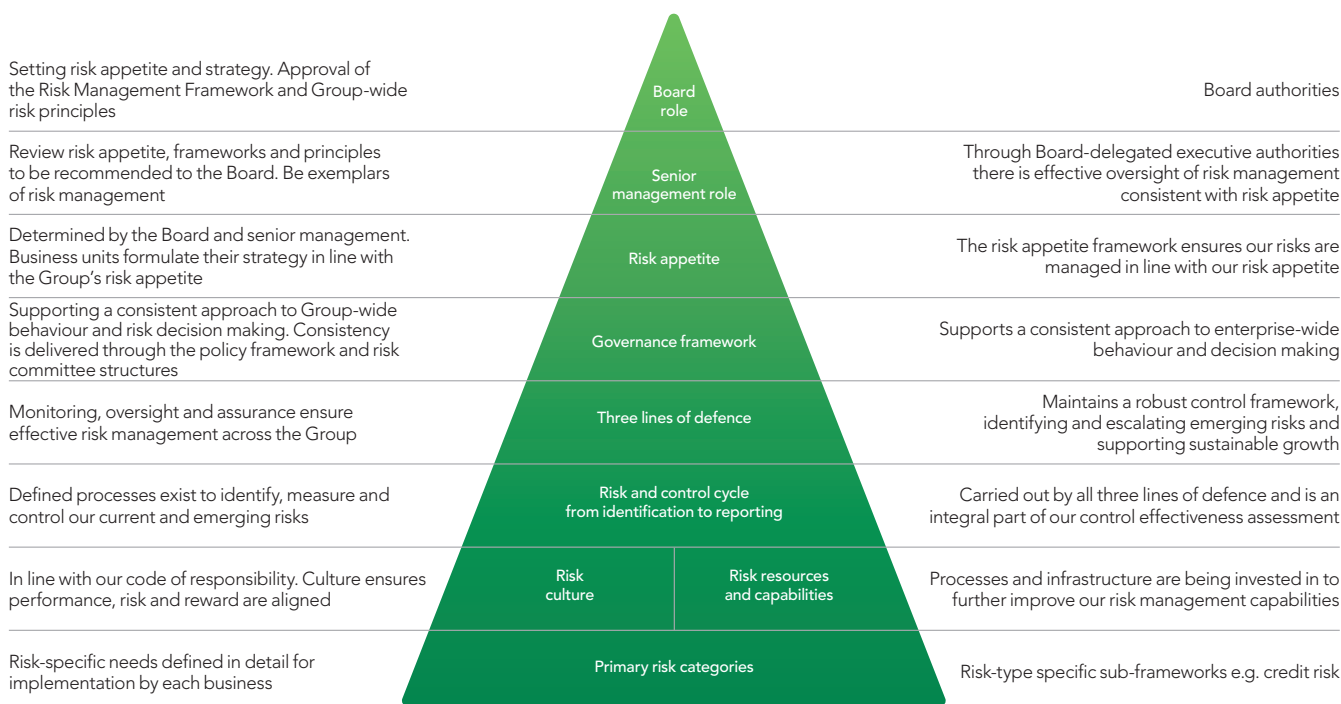 Setting risk appetite and strategy. Approval of
the Risk Management Framework and Group-wide
risk principles
Board
role
Board authorities
Review risk appetite, frameworks and principles
to be recommended to the Board. Be exemplars
of risk management
Senior
management role
Through Board-delegated executive authorities
there is effective oversight of risk management
consistent with risk appetite
Determined by the Board and senior management.
Business units formulate their strategy in line with
the Group’s risk appetite
Risk appetite
The risk appetite framework ensures our risks are
managed in line with our risk appetite
Supporting a consistent approach to Group-wide
behaviour and risk decision making. Consistency
is delivered through the policy framework and risk
committee structures
Governance framework
Supports a consistent approach to enterprise-wide
behaviour and decision making
Monitoring, oversight and assurance ensure
effective risk management across the Group
Three lines of defence
Maintains a robust control framework,
identifying and escalating emerging risks and
supporting sustainable growth
Defined processes exist to identify, measure and
control our current and emerging risks
Risk and control cycle
from identification to reporting
Carried out by all three lines of defence and is an
integral part of our control effectiveness assessment
In line with our code of responsibility. Culture ensures
performance, risk and reward are aligned
Risk
culture
Risk resources
and capabilities
Processes and infrastructure are being invested in to
further improve our risk management capabilities
Risk-specific needs defined in detail for
implementation by each business
Primary risk categories
Risk-type specific sub-frameworks e.g. credit risk